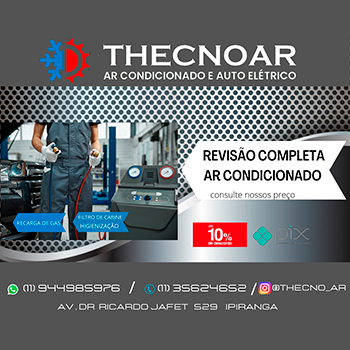 THECNOAR
AR CONDICIONADO E AUTO ELÉTRICO
REVISÃO COMPLETA
AR CONDICIONADO
consulte nossos preço
RECARGA DE GAS
FILTRO DE CABINE
HIGIENIZAÇÃO
10%
de desconto
pix
(11) 944985976 / (11) 35624652 / @THECNO_AR
AV. DR RICARDO JAFET 529 IPIRANGA